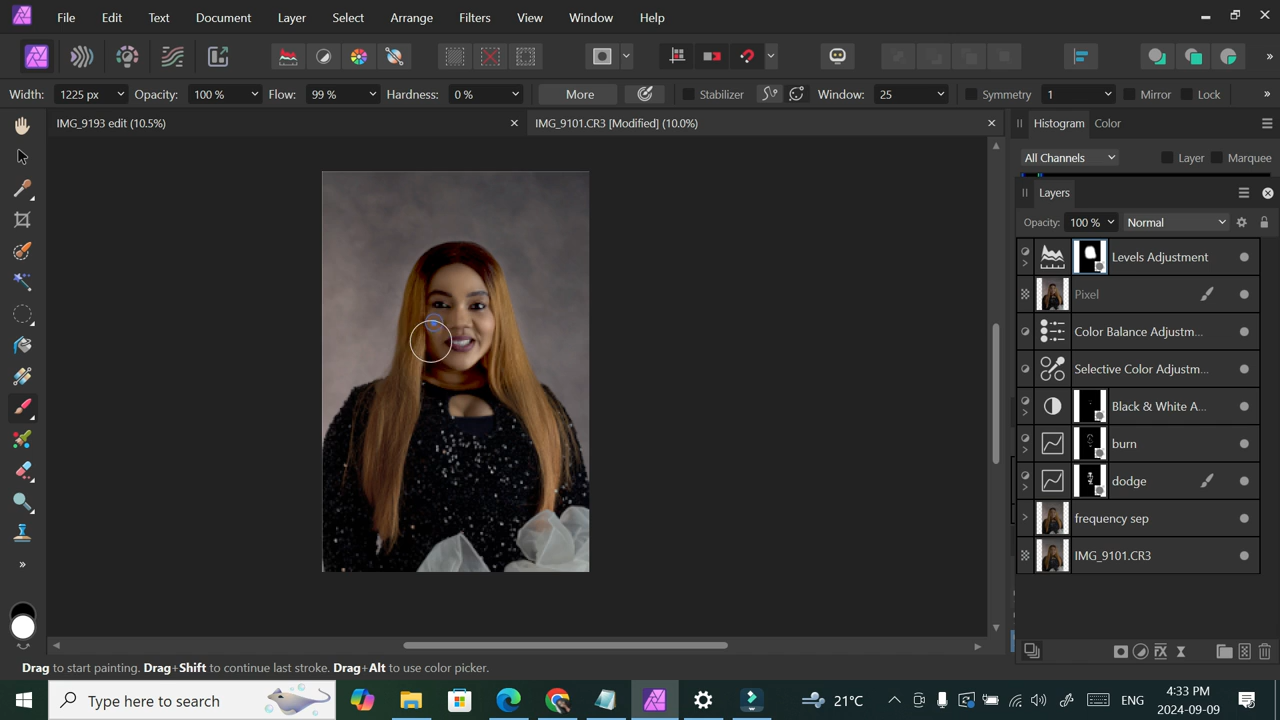 File Edit Text Document Layer Select Arrange Filters View Window Help
Width: 1225 px Opacity: 100 % Flow: 99 % Hardness: 0 % More Stabilizer Window: 25 Symmetry 1 Mirror Lock
IMG_9193 edit (10.5%) IMG_9101.CR3 [Modified] (10.0%) Histogram Color
All Channels Layer Marquee
Layers
Opacity: 100 % Normal
Levels Adjustment
Pixel
Color Balance Adjustm...
Selective Color Adjustm...
Black & White A...
burn
dodge
frequency sep
IMG_9101.CR3
Drag to start painting. Drag+Shift to continue last stroke. Drag+Alt to use color picker.
Type here to search 21°C ENG
:33 PM
2024-09-09